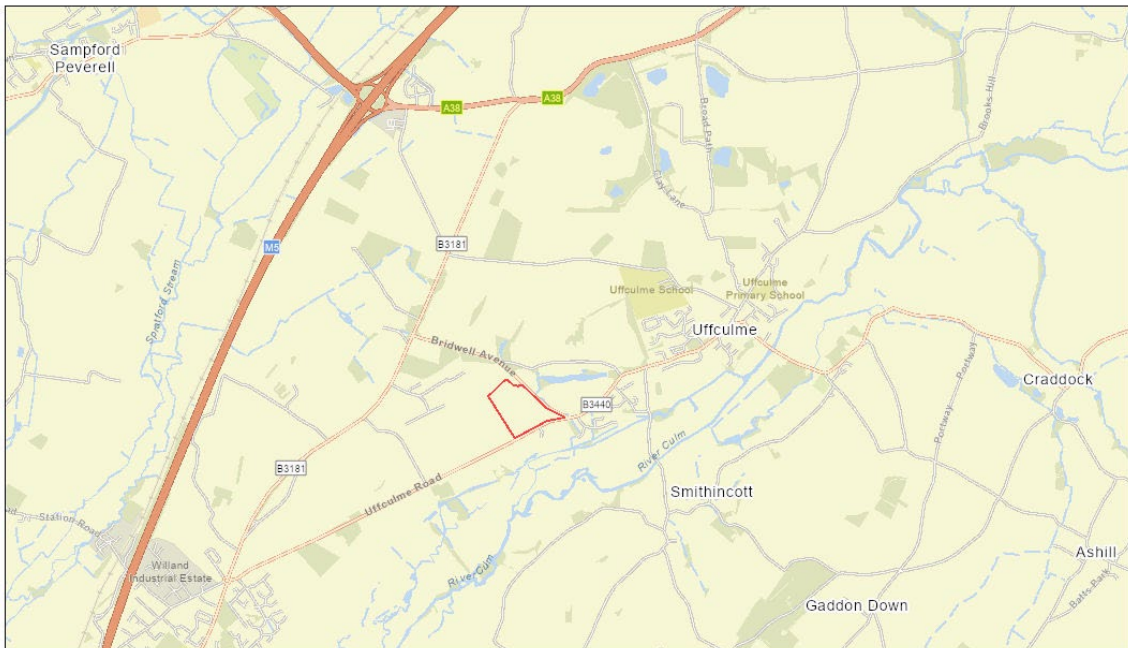 Sampford
Peverell
A38
A38
Broad Path
Brooks Hill
Clay Lane
B3181
M5
Spratford Stream
Uffculme School
Uffculme
Primary School
Uffculme
Bridwell Avenue
Portway
Craddock
B3440
Portway
River Culm
B3181
Uffculme Road
Smithincott
Station Road
Willand
Industrial Estate
River Culm
Ashill
Batts Park
Gaddon Down